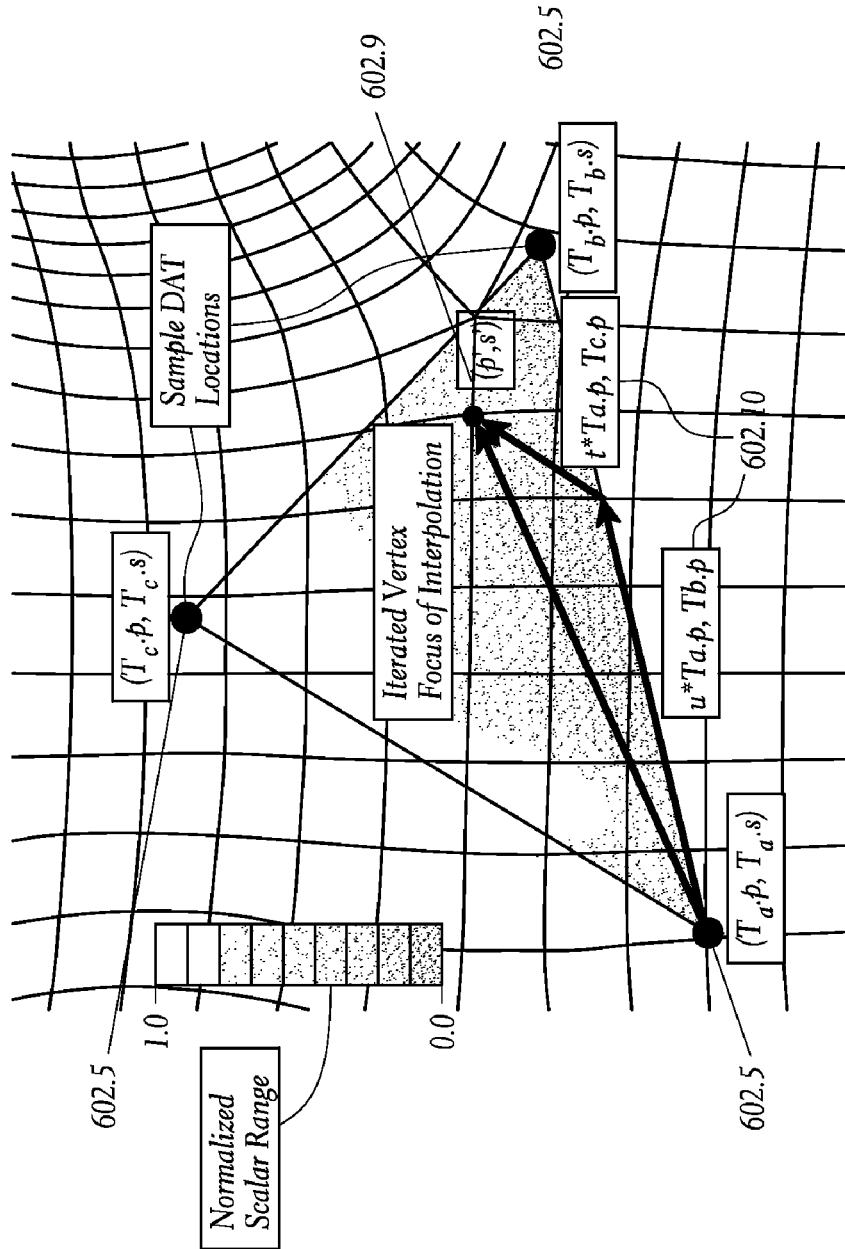 602.5
1.0
0.0
Normalized
Scalar Range
(T_c.p, T_c.s)
Sample DAT
Locations
602.9
602.5
(p',s')
Iterated Vertex
Focus of Interpolation
(T_b.p, T_b.s)
t*Ta.p, Tc.p
602.10
u*Ta.p, Tb.p
(T_a.p, T_a.s)
602.5